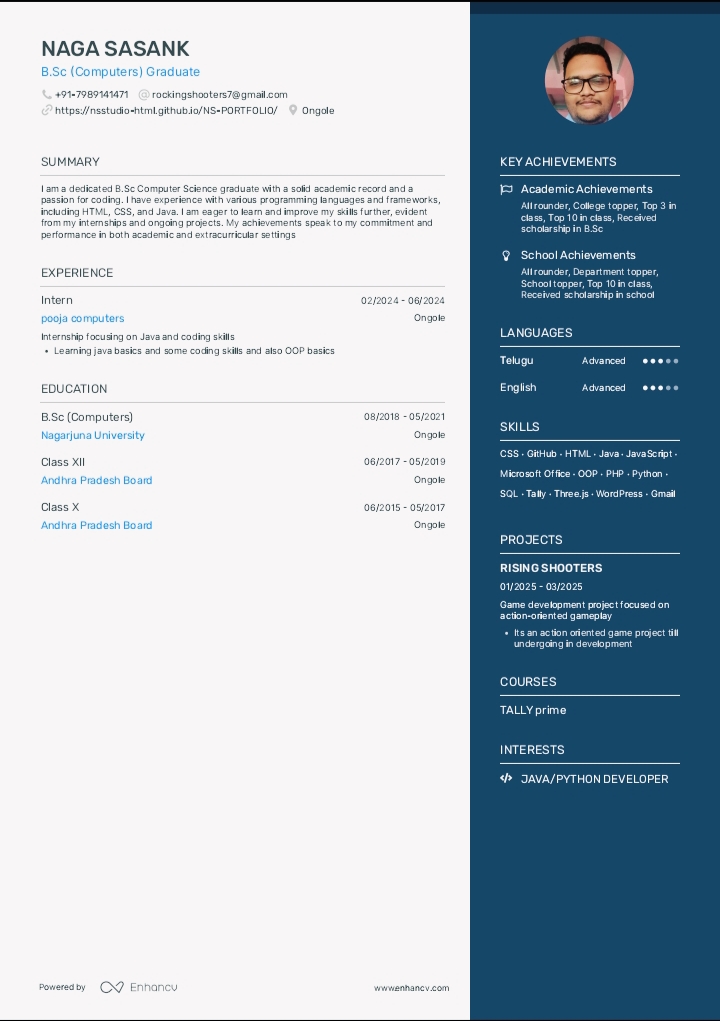 NAGA SASANK
B.Sc (Computers) Graduate
+91-7989141471 rockingshooters7@gmail.com
https://nsstudio-html.github.io/NS-PORTFOLIO/ Ongole
SUMMARY
I am a dedicated B.Sc Computer Science graduate with a solid academic record and a
passion for coding. I have experience with various programming languages and frameworks,
including HTML, CSS, and Java. I am eager to learn and improve my skills further, evident
from my internships and ongoing projects. My achievements speak to my commitment and
performance in both academic and extracurricular settings
EXPERIENCE
Intern 02/2024 - 06/2024
pooja computers Ongole
Internship focusing on Java and coding skills
• Learning java basics and some coding skills and also OOP basics
EDUCATION
B.Sc (Computers) 08/2018 - 05/2021
Nagarjuna University Ongole
Class XII 06/2017 - 05/2019
Andhra Pradesh Board Ongole
Class X 06/2015 - 05/2017
Andhra Pradesh Board Ongole
Powered by Enhancv www.enhancv.com
KEY ACHIEVEMENTS
Academic Achievements
All rounder, College topper, Top 3 in
class, Top 10 in class, Received
scholarship in B.Sc
School Achievements
All rounder, Department topper,
School topper, Top 10 in class,
Received scholarship in school
LANGUAGES
Telugu Advanced
English Advanced
SKILLS
CSS · GitHub · HTML · Java · JavaScript ·
Microsoft Office · OOP · PHP · Python ·
SQL · Tally · Three.js · WordPress · Gmail
PROJECTS
RISING SHOOTERS
01/2025 - 03/2025
Game development project focused on
action-oriented gameplay
• Its an action oriented game project till
undergoing in development
COURSES
TALLY prime
INTERESTS
JAVA/PYTHON DEVELOPER